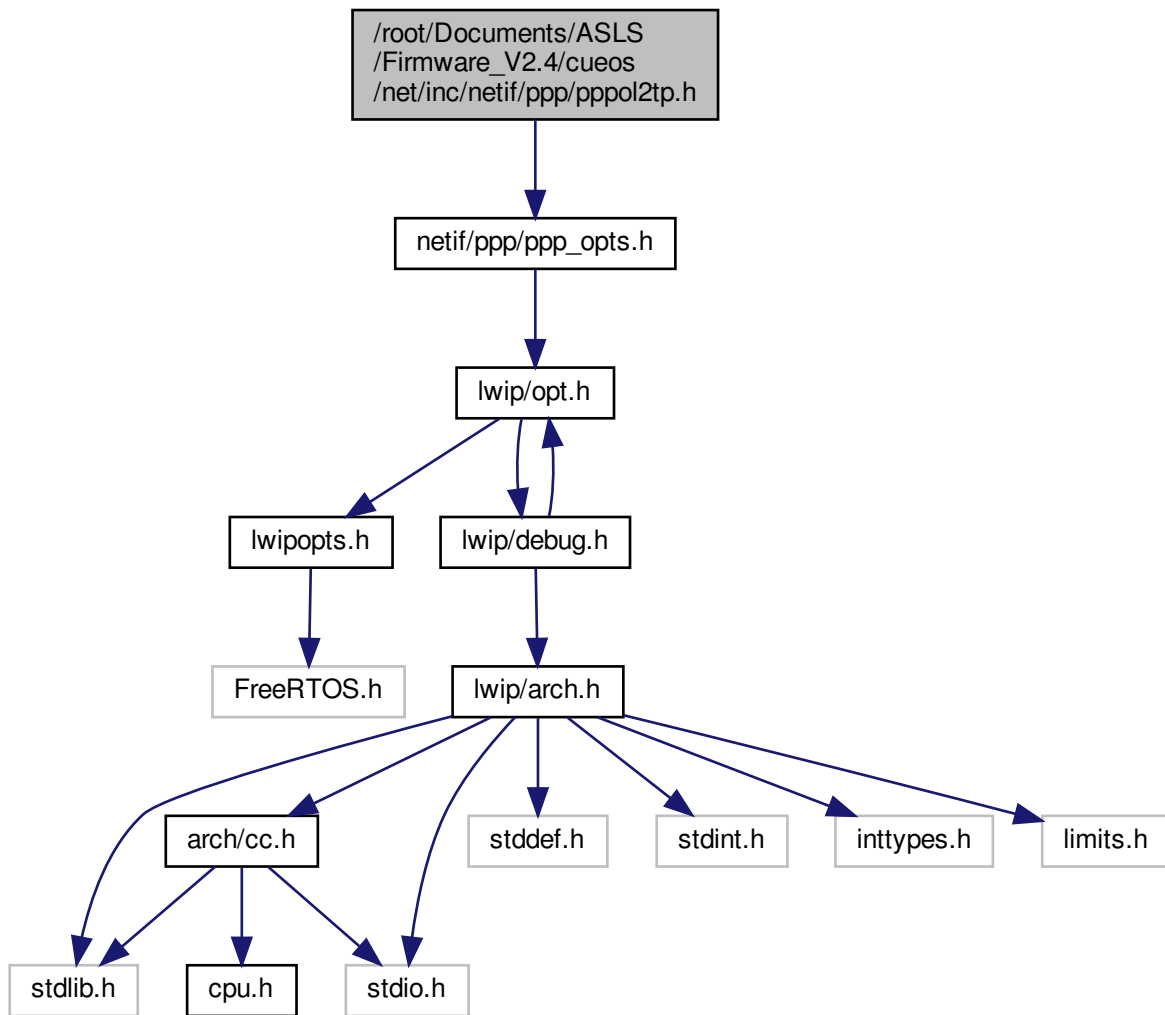 /root/Documents/ASLS
/Firmware_V2.4/cueos
/net/inc/netif/ppp/pppol2tp.h
netif/ppp/ppp_opts.h
lwip/opt.h
lwipopts.h
lwip/debug.h
FreeRTOS.h
lwip/arch.h
arch/cc.h
stddef.h
stdint.h
inttypes.h
limits.h
stdlib.h
cpu.h
stdio.h